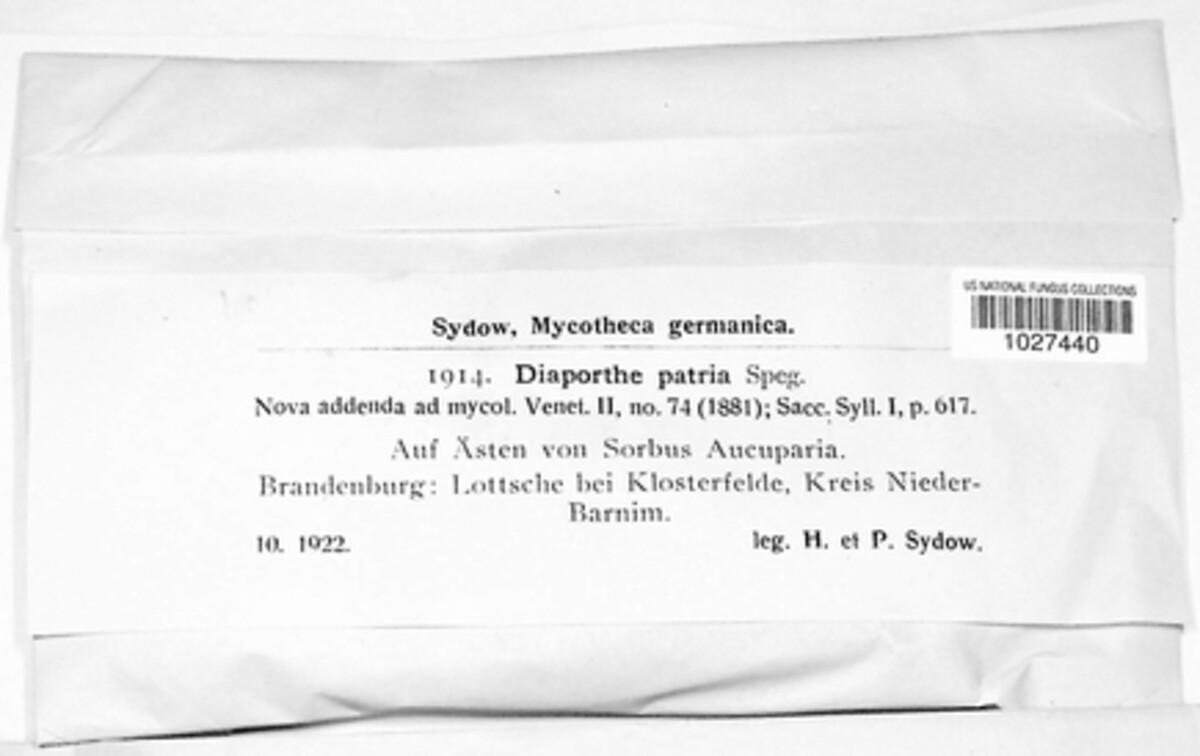 US NATIONAL FUNGUS COLLECTIONS
1027440
Sydow, Mycotheca germanica.
1914. Diaporthe patria Speg.
Nova addenda ad mycol. Venet. II, no. 74 (1881); Sacc. Syll. I, p. 617.
Auf Ästen von Sorbus Aucuparia.
Brandenburg: Lottsche bei Klosterfelde, Kreis Nieder-
Barnim.
10. 1922. leg. H. et P. Sydow.